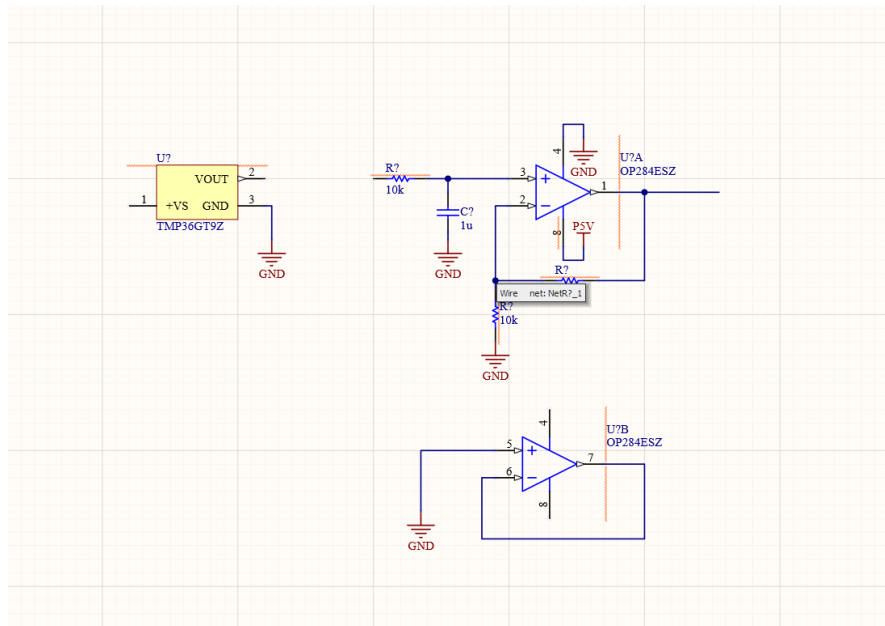 U?
VOUT 2
1 +VS GND 3
TMP36GT9Z
GND
R?
10k
C?
1u
GND
4
GND
U?A
OP284ESZ
3
1
2
8
P5V
R?
Wire net: NetR?_1
R?
10k
GND
4
U?B
OP284ESZ
5
7
6
8
GND